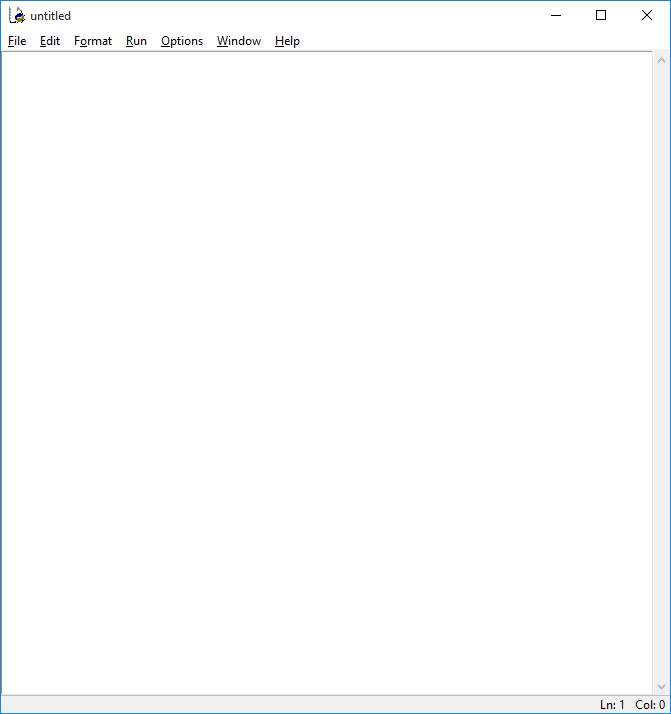 untitled
File Edit Format Run Options Window Help
Ln: 1 Col: 0